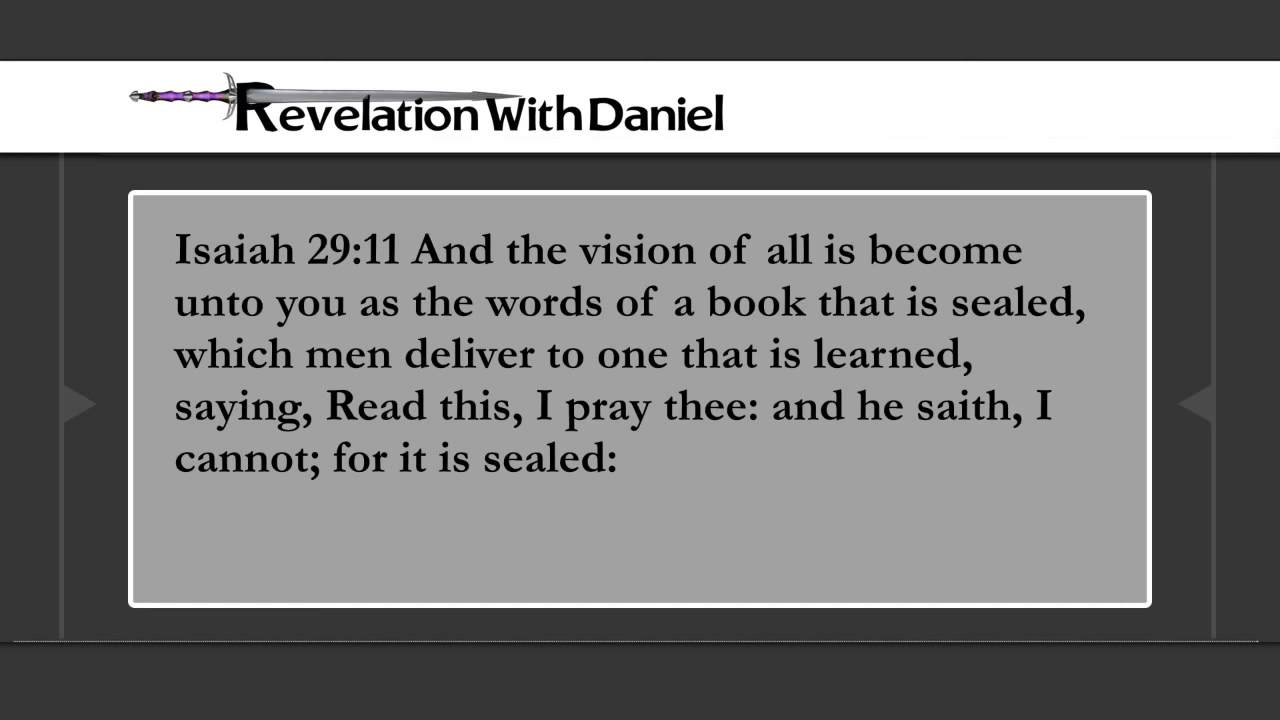 Revelation With Daniel
Isaiah 29:11 And the vision of all is become
unto you as the words of a book that is sealed,
which men deliver to one that is learned,
saying, Read this, I pray thee: and he saith, I
cannot; for it is sealed: